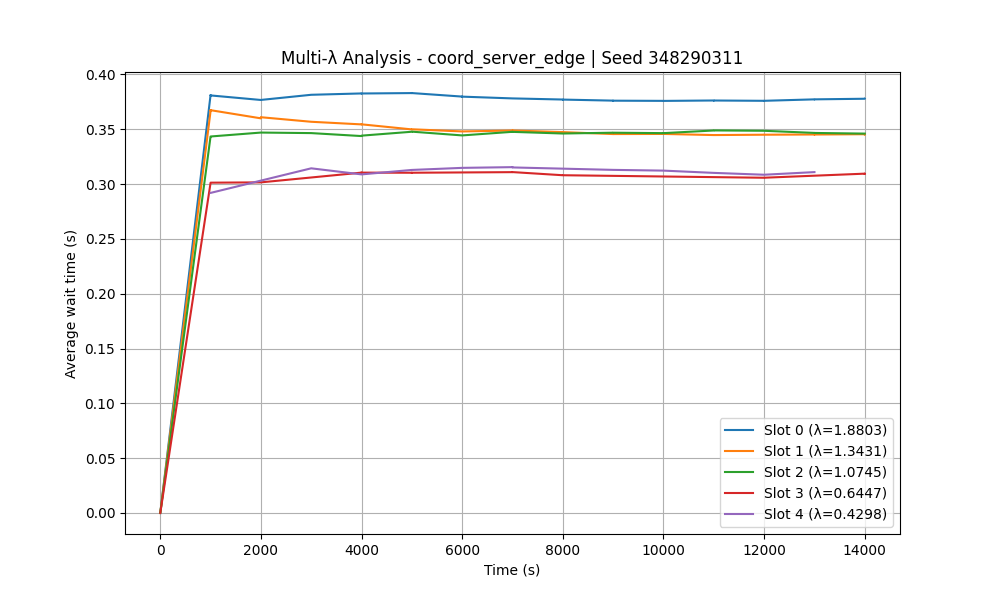 Multi-λ Analysis - coord_server_edge | Seed 348290311
Average wait time (s)
0.40
0.35
0.30
0.25
0.20
0.15
0.10
0.05
0.00
Slot 0 (λ=1.8803)
Slot 1 (λ=1.3431)
Slot 2 (λ=1.0745)
Slot 3 (λ=0.6447)
Slot 4 (λ=0.4298)
0 2000 4000 6000 8000 10000 12000 14000
Time (s)